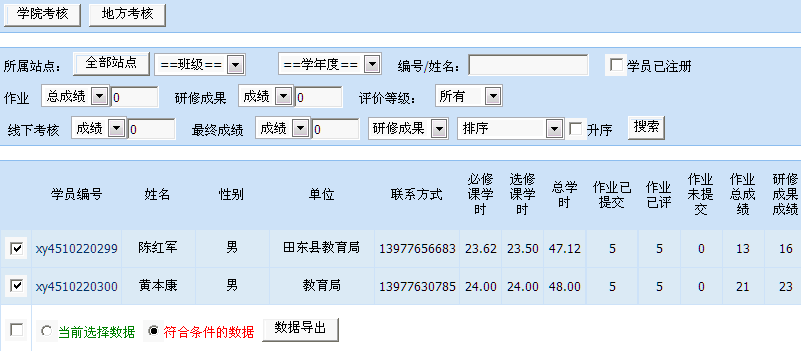 学院考核 地方考核
所属站点： 全部站点 ==班级== ==学年度== 编号/姓名： 学员已注册
作业 总成绩 0 研修成果 成绩 0 评价等级： 所有
线下考核 成绩 0 最终成绩 成绩 0 研修成果 排序 升序 搜索
学员编号 姓名 性别 单位 联系方式 必修课学时 选修课学时 总学时 作业已提交 作业已评 作业未提交 作业总成绩 研修成果成绩
xy4510220299 陈红军 男 田东县教育局 13977656683 23.62 23.50 47.12 5 5 0 13 16
xy4510220300 黄本康 男 教育局 13977630785 24.00 24.00 48.00 5 5 0 21 23
当前选择数据 符合条件的数据 数据导出